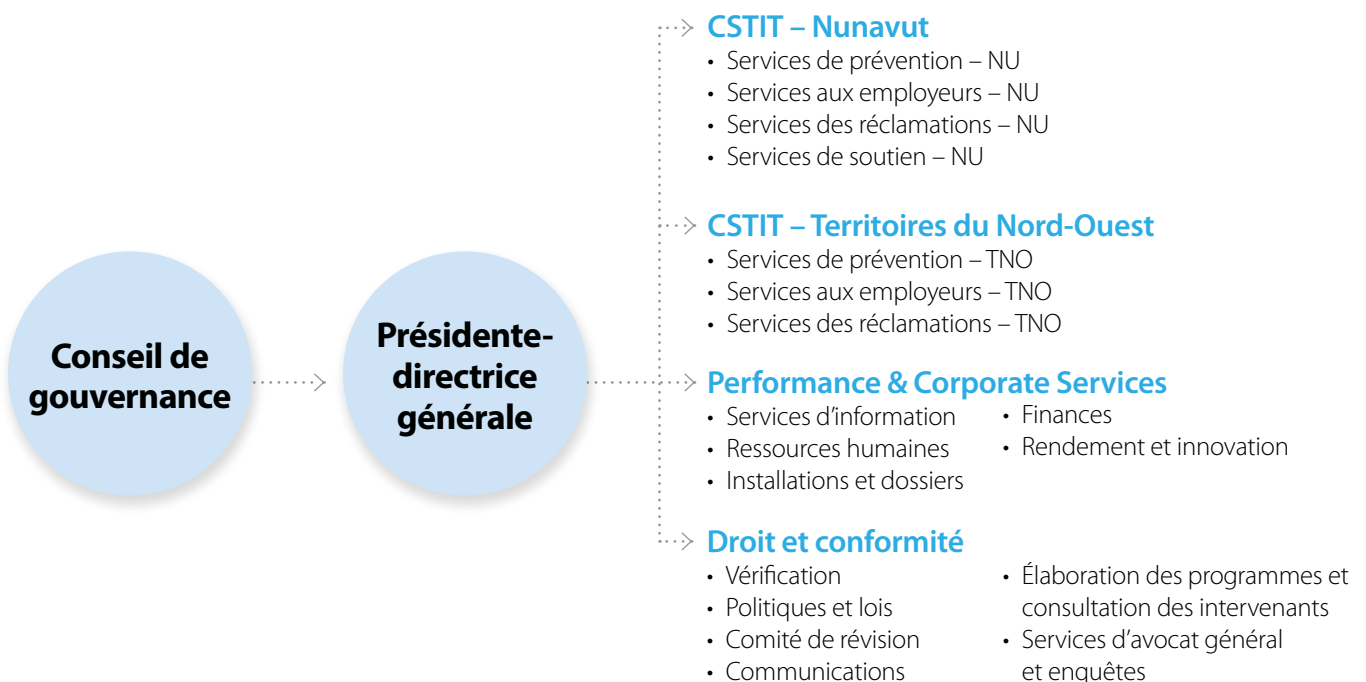 Conseil de
gouvernance
Présidente-
directrice
générale
CSTIT – Nunavut
• Services de prévention – NU
• Services aux employeurs – NU
• Services des réclamations – NU
• Services de soutien – NU
CSTIT – Territoires du Nord-Ouest
• Services de prévention – TNO
• Services aux employeurs – TNO
• Services des réclamations – TNO
Performance & Corporate Services
• Services d’information
• Ressources humaines
• Installations et dossiers
• Finances
• Rendement et innovation
Droit et conformité
• Vérification
• Politiques et lois
• Comité de révision
• Communications
• Élaboration des programmes et
consultation des intervenants
• Services d’avocat général
et enquêtes